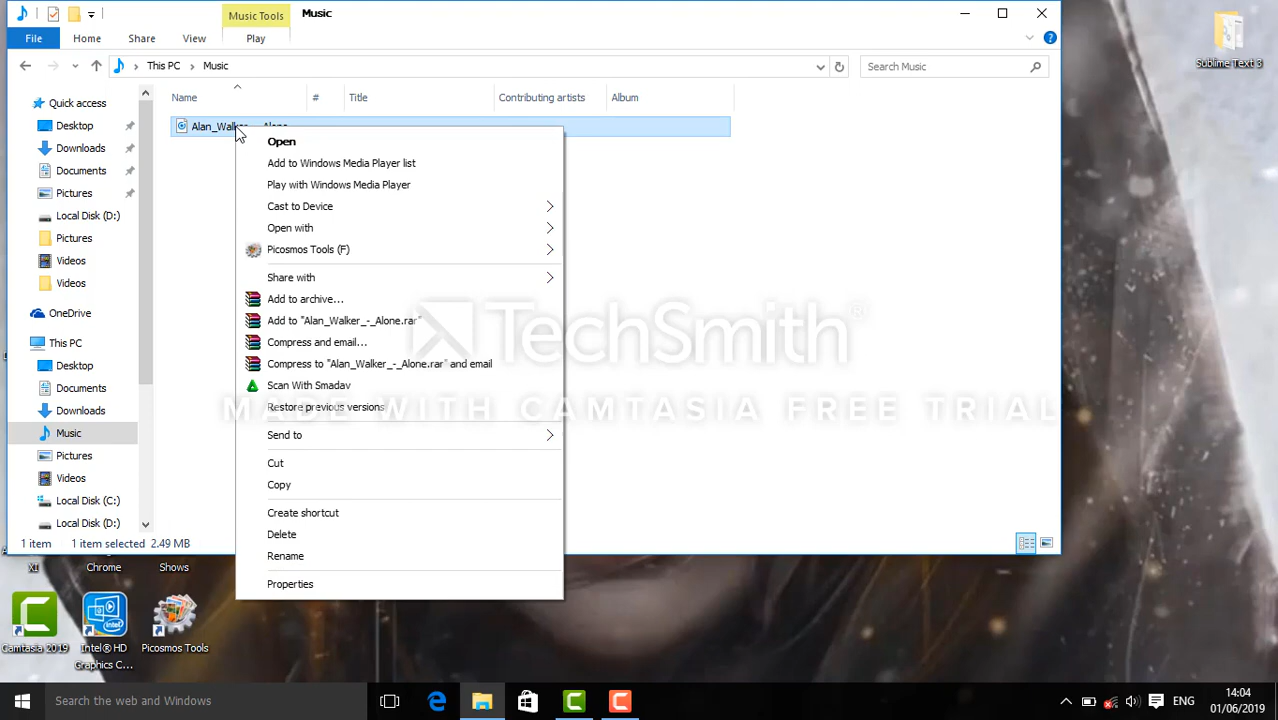 Music Tools
Music
File
Home
Share
View
Play
This PC
Music
Search Music
Name
#
Title
Contributing artists
Album
Quick access
Desktop
Downloads
Documents
Pictures
Local Disk (D:)
Pictures
Videos
Videos
OneDrive
This PC
Desktop
Documents
Downloads
Music
Pictures
Videos
Local Disk (C:)
Local Disk (D:)
Open
Add to Windows Media Player list
Play with Windows Media Player
Cast to Device
Open with
Picosmos Tools (F)
Share with
Add to archive...
Add to "Alan_Walker_-_Alone.rar"
Compress and email...
Compress to "Alan_Walker_-_Alone.rar" and email
Scan With Smadav
Restore previous versions
Send to
Cut
Copy
Create shortcut
Delete
Rename
Properties
TechSmith®
MADE WITH CAMTASIA FREE TRIAL
1 item
1 item selected 2.49 MB
Sublime Text 3
XI
Chrome
Shows
Camtasia 2019
Intel® HD
Graphics C...
Picosmos Tools
Search the web and Windows
ENG
14:04
01/06/2019